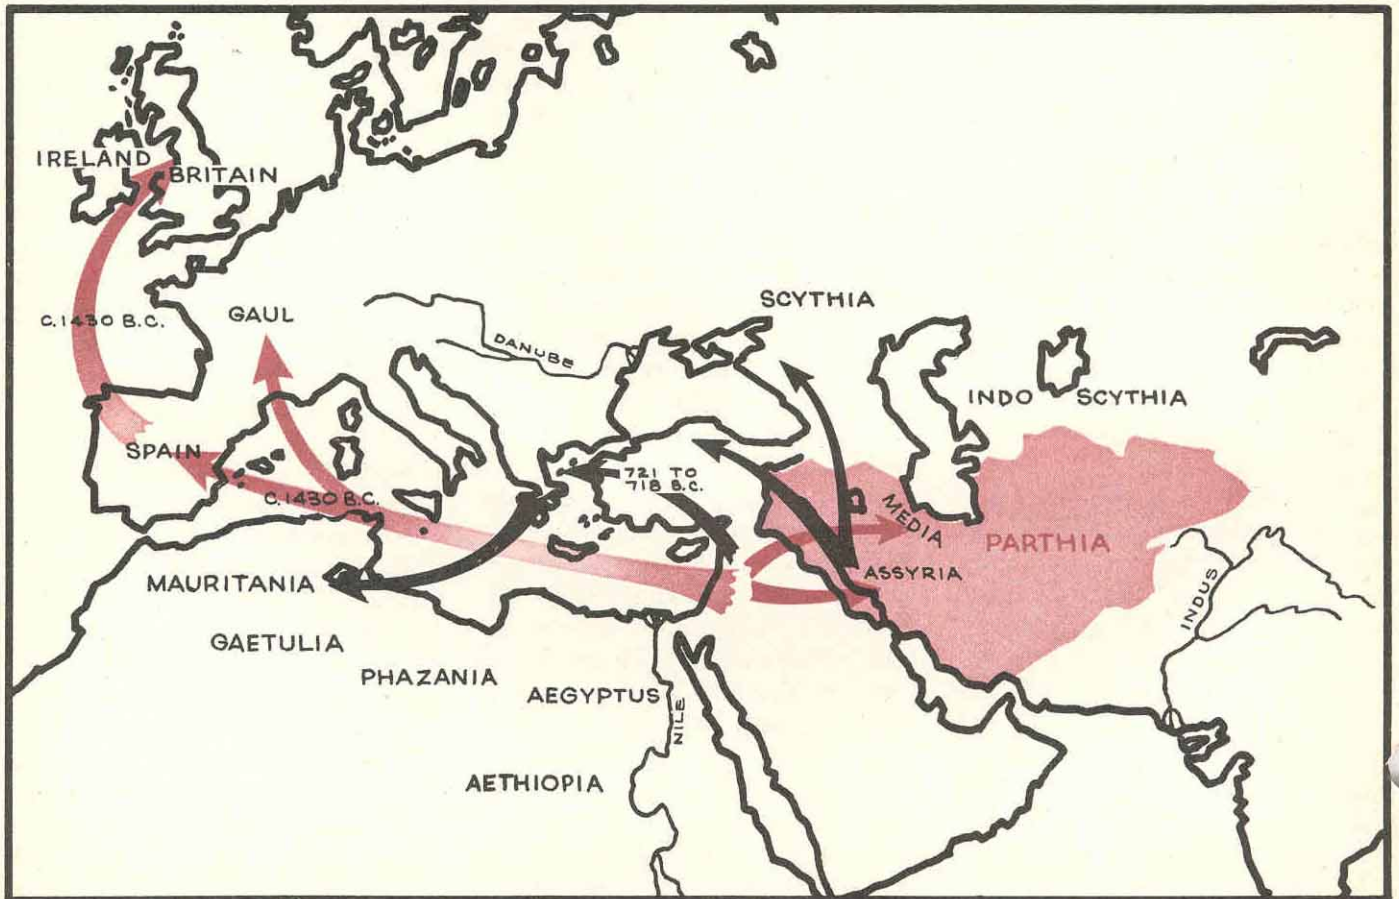 IRELAND
BRITAIN
C.1430 B.C.
GAUL
SCYTHIA
DANUBE
INDO SCYTHIA
SPAIN
C.1430 B.C.
721 TO
718 B.C.
MEDIA
PARTHIA
ASSYRIA
MAURITANIA
INDUS
GAETULIA
PHAZANIA
AEGYPTUS
NILE
AETHIOPIA